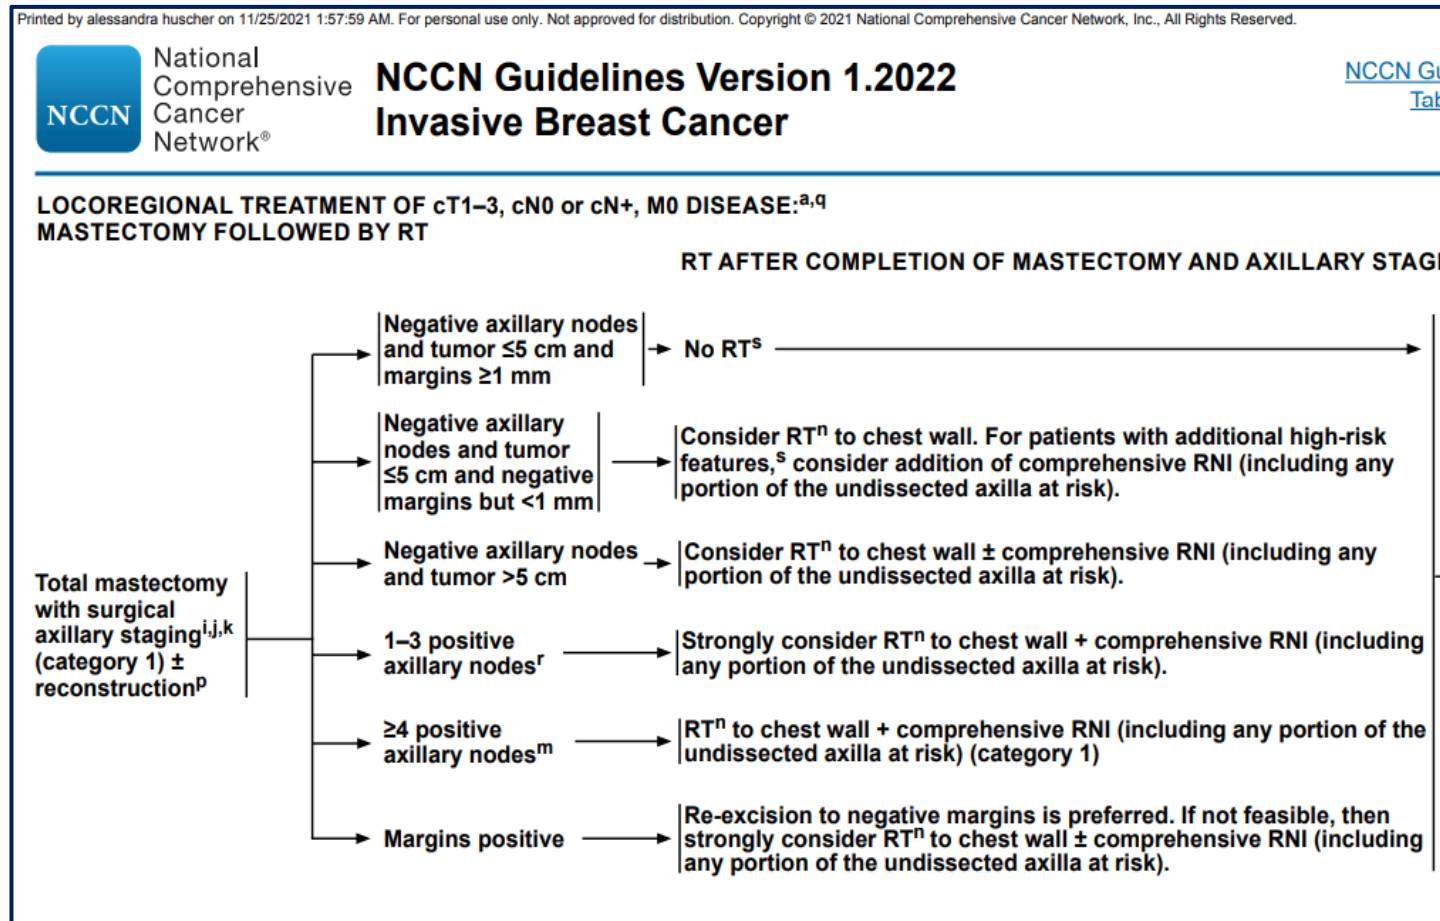 Printed by alessandra huscher on 11/25/2021 1:57:59 AM. For personal use only. Not approved for distribution. Copyright © 2021 National Comprehensive Cancer Network, Inc., All Rights Reserved.
NCCN
National
Comprehensive
Cancer
Network®
NCCN Guidelines Version 1.2022
Invasive Breast Cancer
NCCN Gu
Tab
LOCOREGIONAL TREATMENT OF cT1–3, cN0 or cN+, M0 DISEASE:a,q
MASTECTOMY FOLLOWED BY RT
RT AFTER COMPLETION OF MASTECTOMY AND AXILLARY STAGI
Total mastectomy
with surgical
axillary stagingi,j,k
(category 1) ±
reconstructionp
Negative axillary nodes
and tumor ≤5 cm and
margins ≥1 mm
No RTs
Negative axillary
nodes and tumor
≤5 cm and negative
margins but <1 mm
Consider RTn to chest wall. For patients with additional high-risk
features,s consider addition of comprehensive RNI (including any
portion of the undissected axilla at risk).
Negative axillary nodes
and tumor >5 cm
Consider RTn to chest wall ± comprehensive RNI (including any
portion of the undissected axilla at risk).
1–3 positive
axillary nodesr
Strongly consider RTn to chest wall + comprehensive RNI (including
any portion of the undissected axilla at risk).
≥4 positive
axillary nodesm
RTn to chest wall + comprehensive RNI (including any portion of the
undissected axilla at risk) (category 1)
Margins positive
Re-excision to negative margins is preferred. If not feasible, then
strongly consider RTn to chest wall ± comprehensive RNI (including
any portion of the undissected axilla at risk).